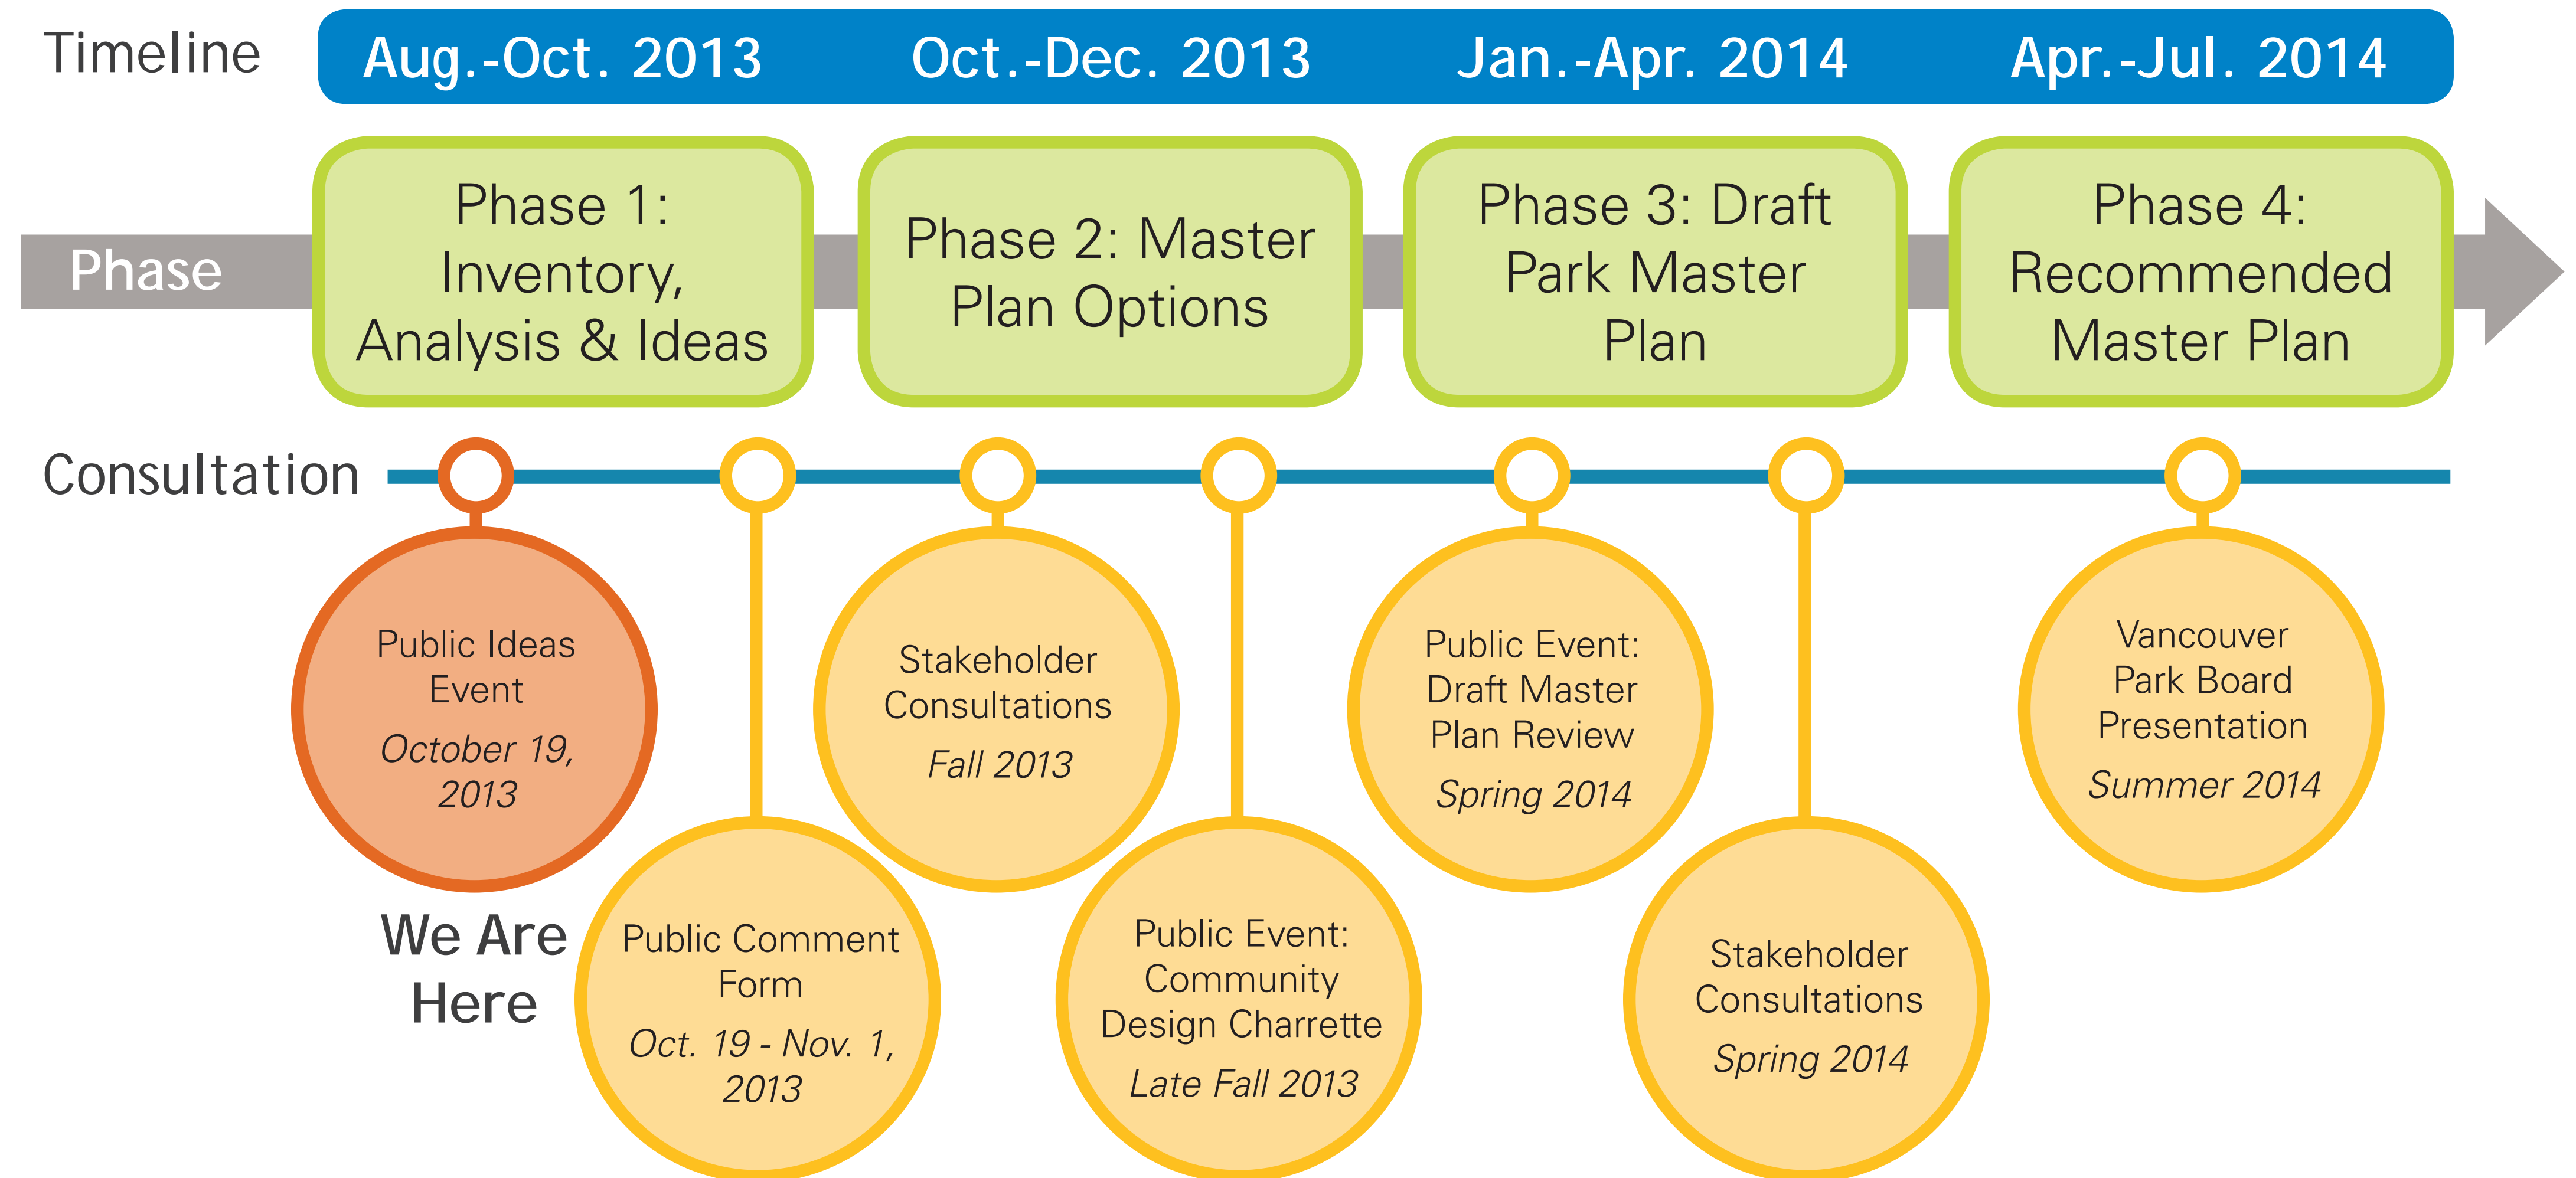 Timeline
Aug.-Oct. 2013
Oct.-Dec. 2013
Jan.-Apr. 2014
Apr.-Jul. 2014
Phase
Phase 1:
Inventory,
Analysis & Ideas
Phase 2: Master
Plan Options
Phase 3: Draft
Park Master
Plan
Phase 4:
Recommended
Master Plan
Consultation
Public Ideas
Event
October 19,
2013
We Are
Here
Public Comment
Form
Oct. 19 - Nov. 1,
2013
Stakeholder
Consultations
Fall 2013
Public Event:
Community
Design Charrette
Late Fall 2013
Public Event:
Draft Master
Plan Review
Spring 2014
Stakeholder
Consultations
Spring 2014
Vancouver
Park Board
Presentation
Summer 2014